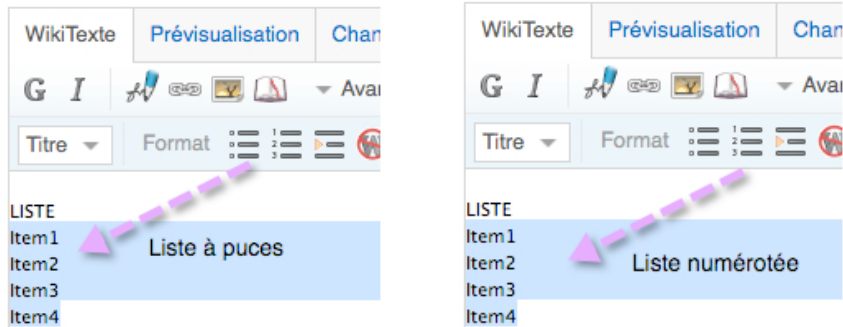 WikiTexte Prévisualisation Chan
G I Avan
Titre Format
LISTE
Item1
Item2
Item3
Item4
Liste à puces
WikiTexte Prévisualisation Chan
G I Avan
Titre Format
LISTE
Item1
Item2
Item3
Item4
Liste numérotée